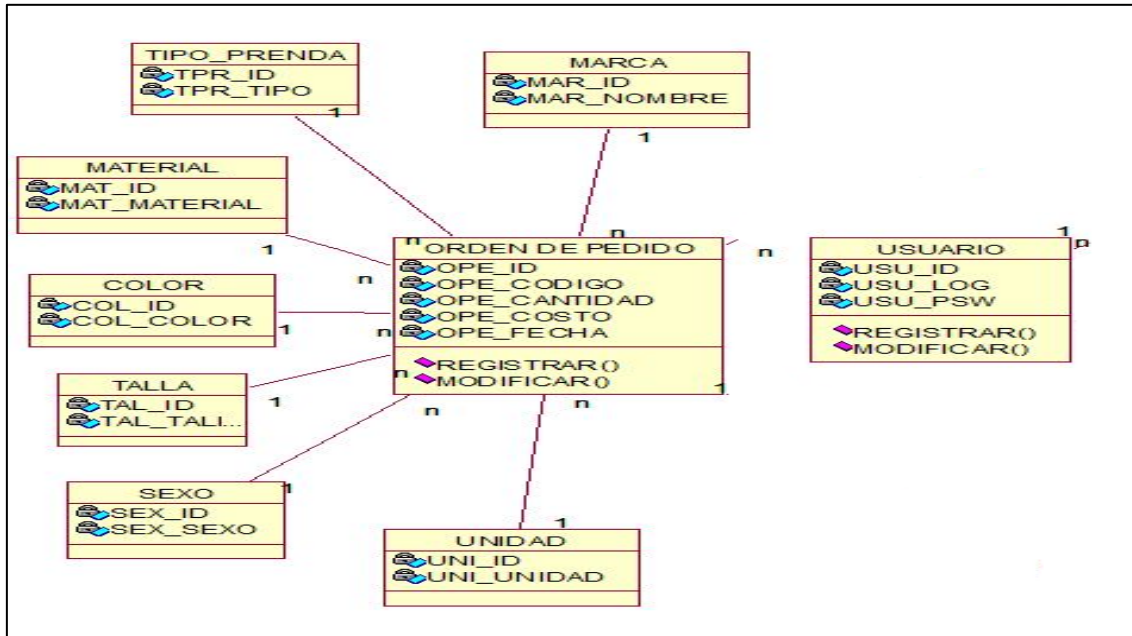 TIPO_PRENDA
TPR_ID
TPR_TIPO
1
MARCA
MAR_ID
MAR_NOMBRE
1
MATERIAL
MAT_ID
MAT_MATERIAL
1
n
n
n
ORDEN DE PEDIDO
OPE_ID
OPE_CODIGO
OPE_CANTIDAD
OPE_COSTO
OPE_FECHA
REGISTRAR()
MODIFICAR()
1
n
1
n
USUARIO
USU_ID
USU_LOG
USU_PSW
REGISTRAR()
MODIFICAR()
COLOR
COL_ID
COL_COLOR
1
n
TALLA
TAL_ID
TAL_TALI...
1
n
n
n
SEXO
SEX_ID
SEX_SEXO
1
UNIDAD
UNI_ID
UNI_UNIDAD
1